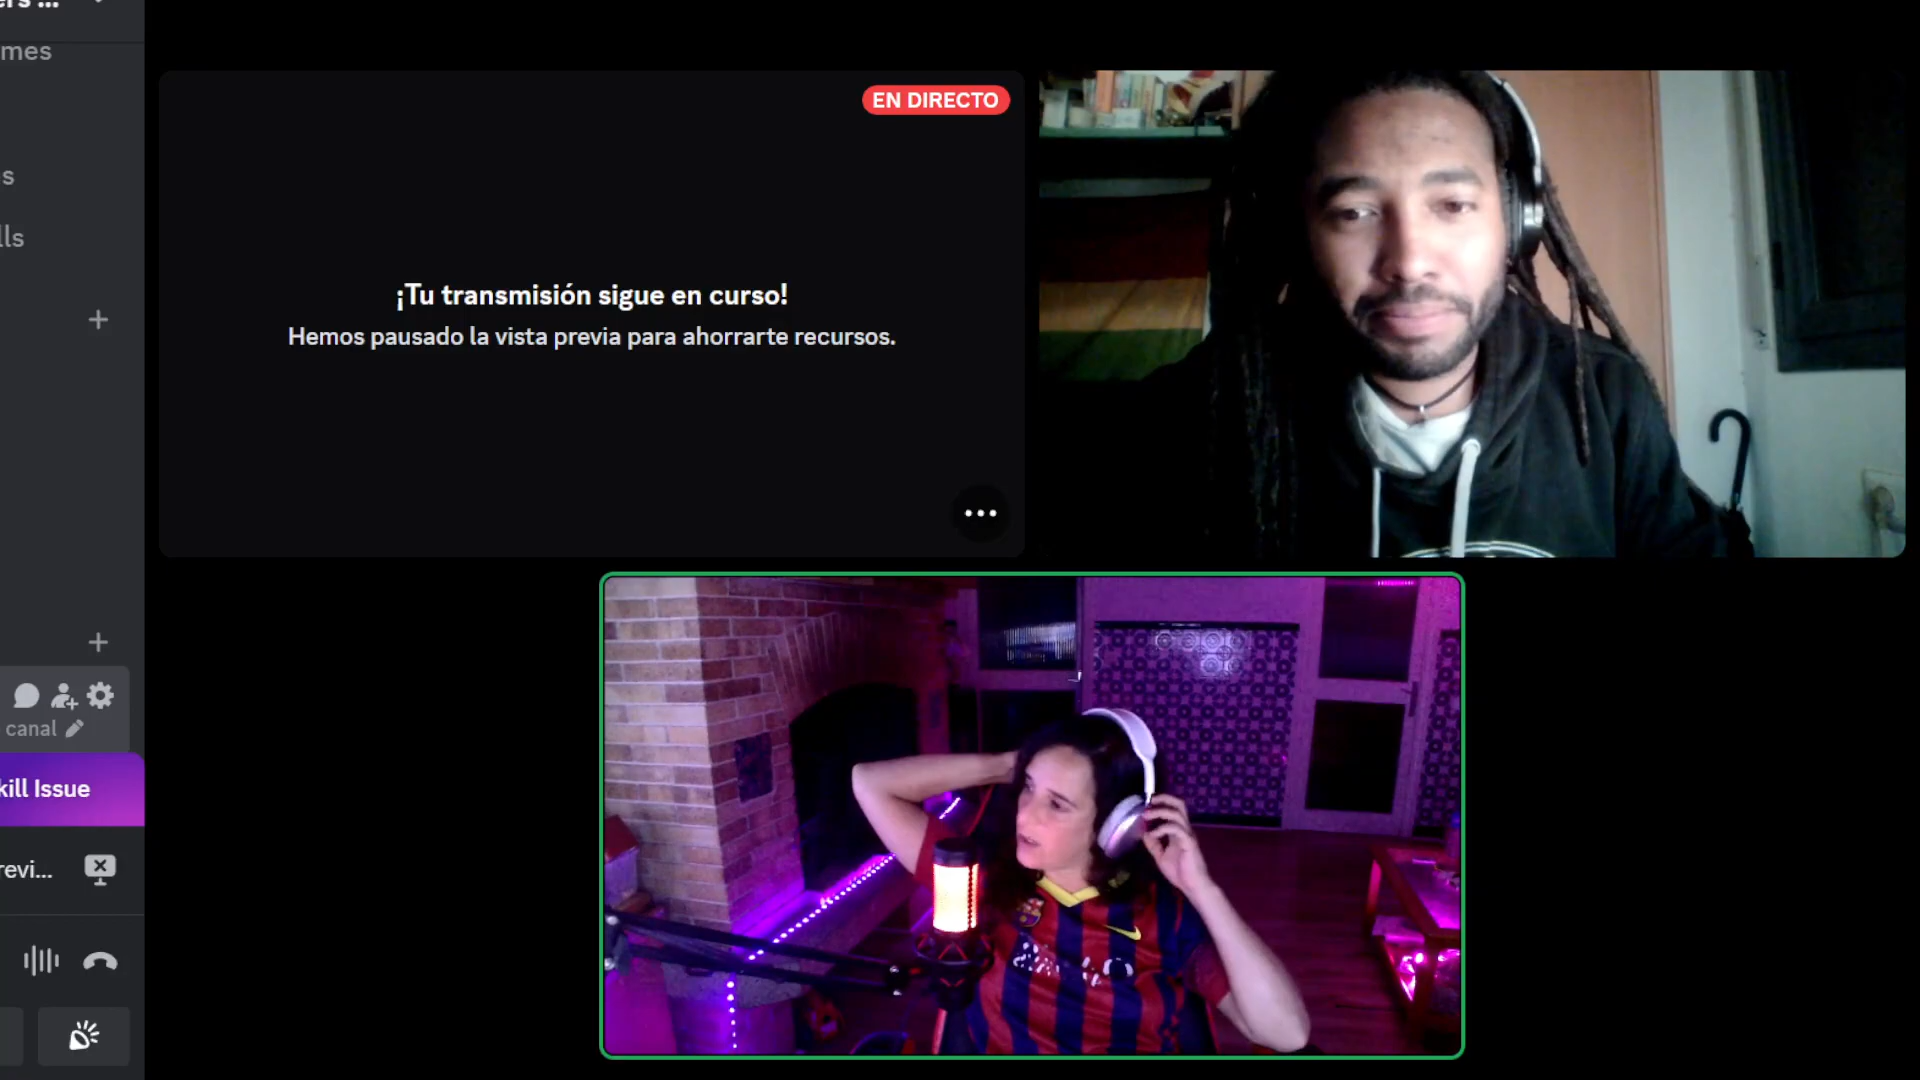 ers ...
mes
s
lls
canal
kill Issue
revi...
EN DIRECTO
¡Tu transmisión sigue en curso!
Hemos pausado la vista previa para ahorrarte recursos.